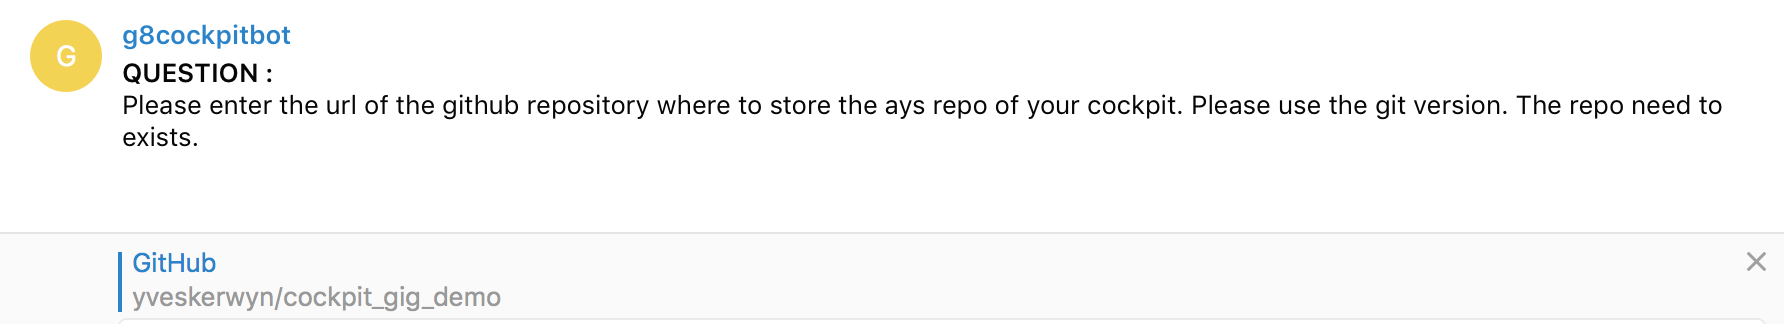 G
g8cockpitbot
QUESTION :
Please enter the url of the github repository where to store the ays repo of your cockpit. Please use the git version. The repo need to
exists.
GitHub
yveskerwyn/cockpit_gig_demo